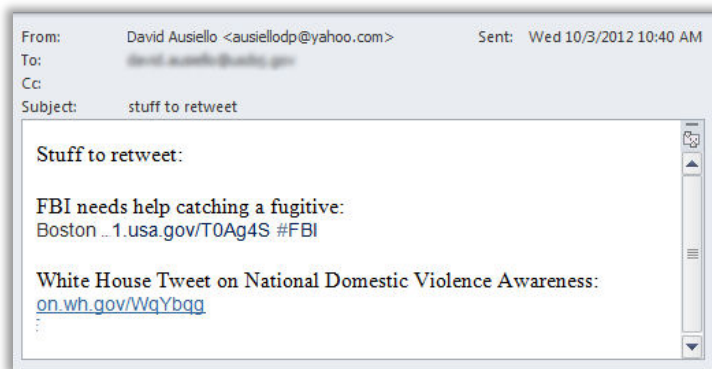 From: David Ausiello <ausiellodp@yahoo.com> Sent: Wed 10/3/2012 10:40 AM
To:
Cc:
Subject: stuff to retweet
Stuff to retweet:
FBI needs help catching a fugitive:
Boston ... 1.usa.gov/T0Ag4S #FBI
White House Tweet on National Domestic Violence Awareness:
on.wh.gov/WqYbqg